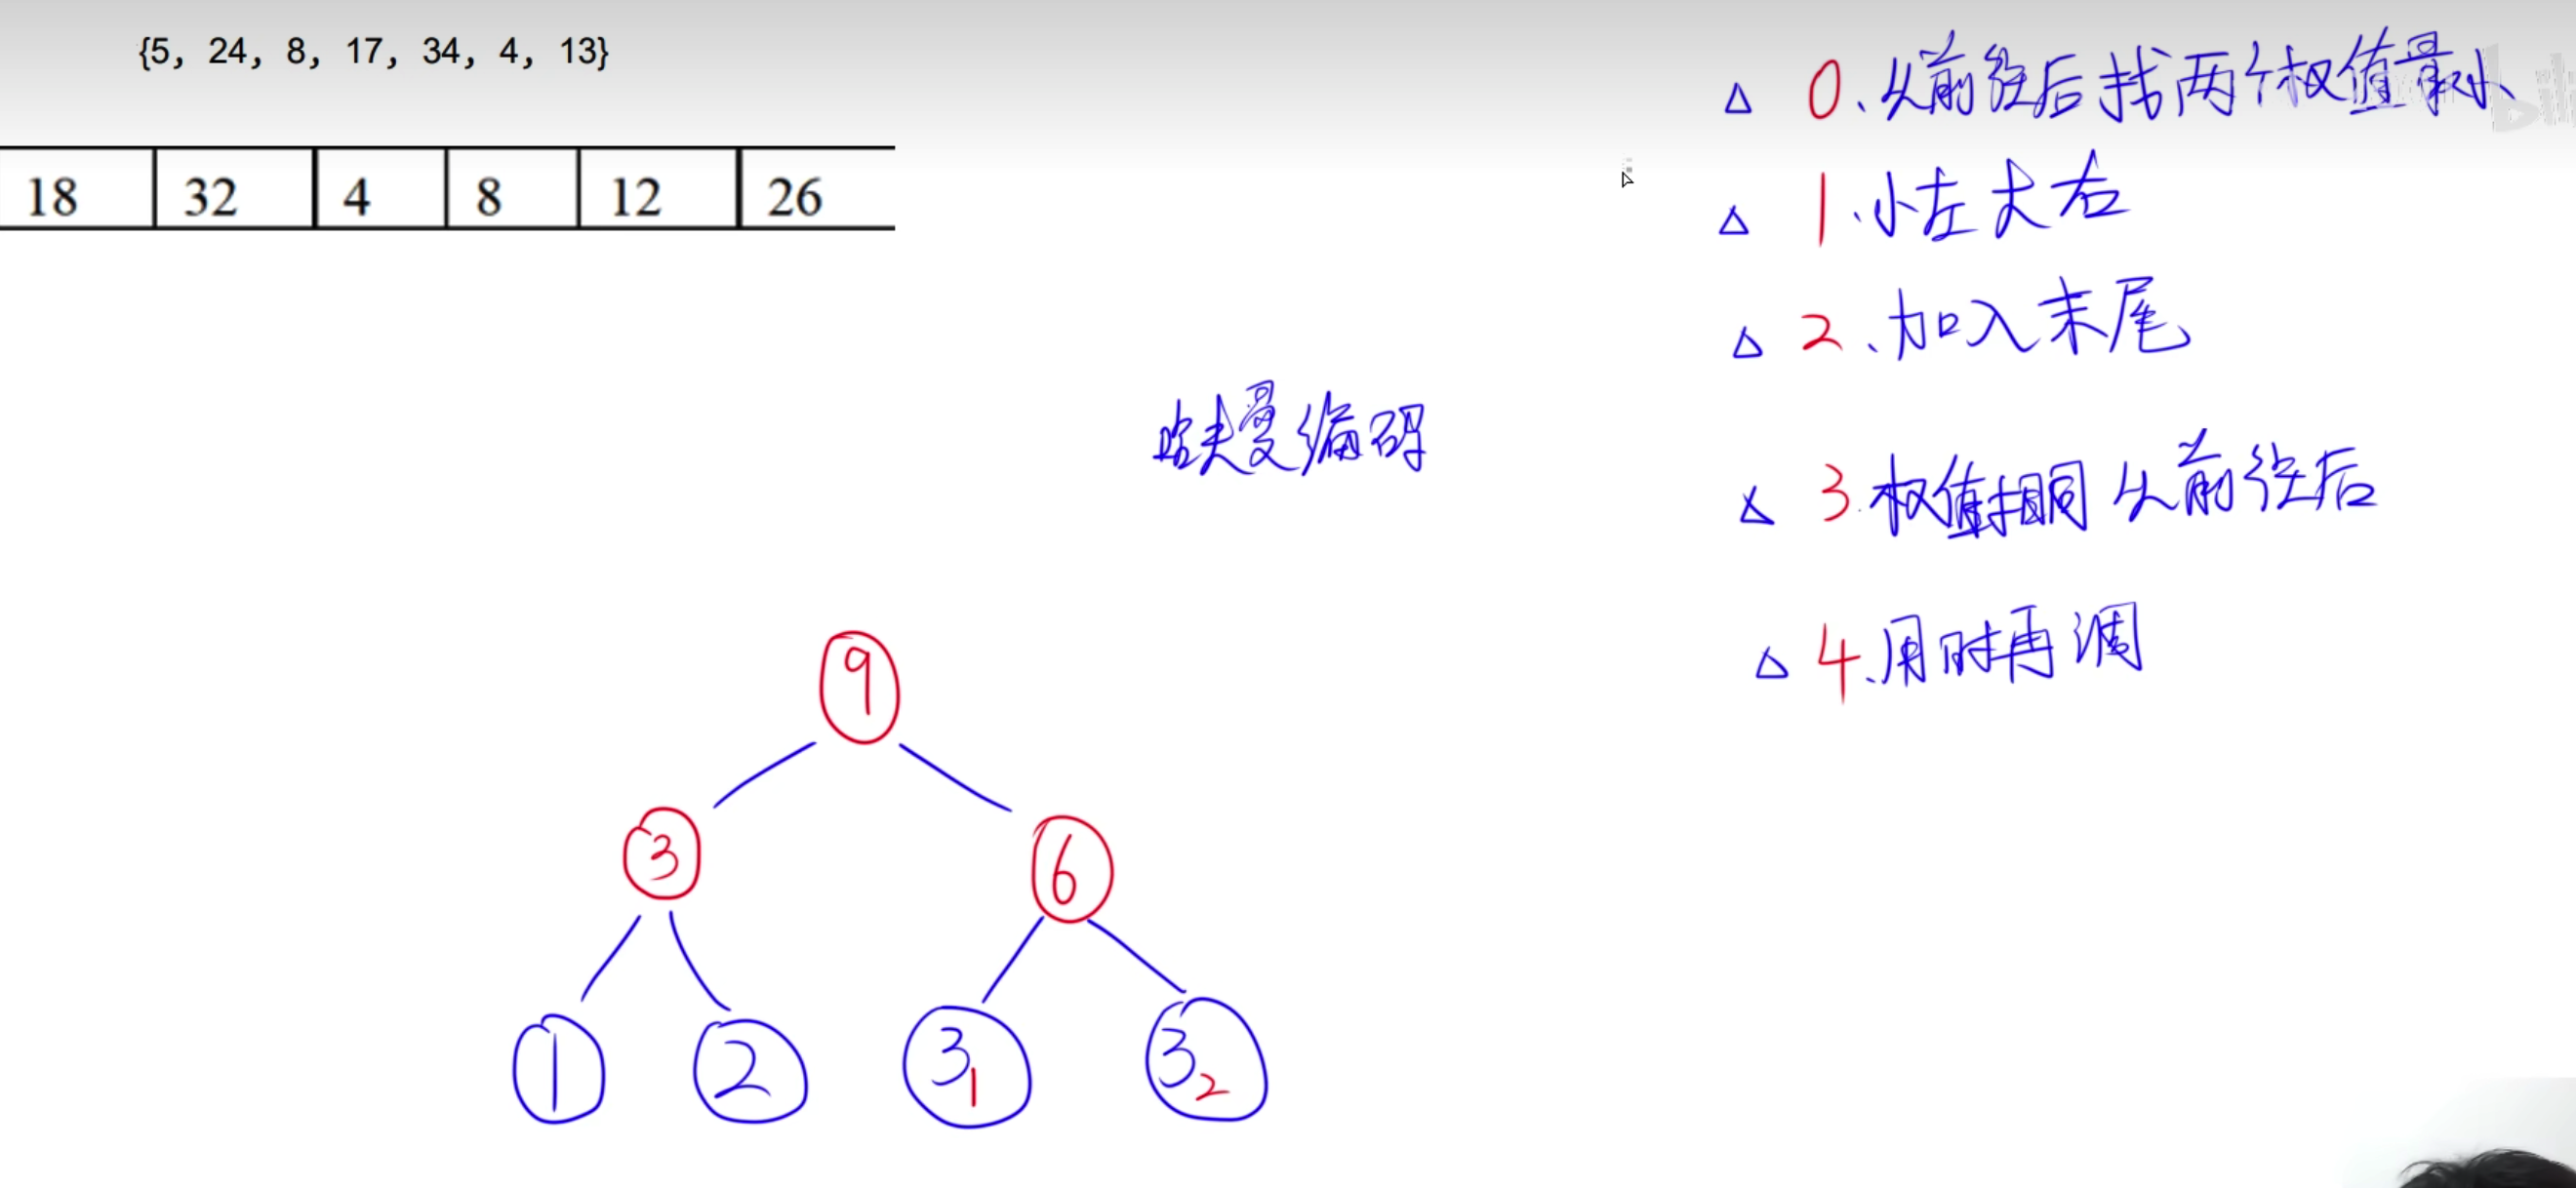 {5, 24, 8, 17, 34, 4, 13}
18 32 4 8 12 26
△ 0、从前往后找两个权值最小
△ 1、小左大右
△ 2、加入末尾
哈夫曼编码
△ 3.权值相同从前往后
△ 4、用时再调
9
3 6
1 2 3₁ 3₂